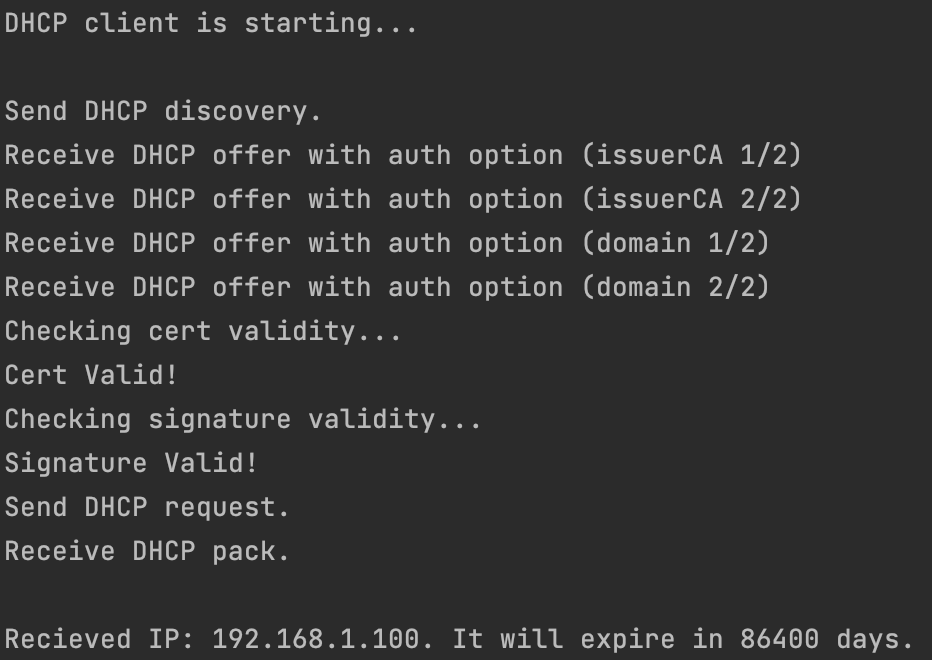 DHCP client is starting...
Send DHCP discovery.
Receive DHCP offer with auth option (issuerCA 1/2)
Receive DHCP offer with auth option (issuerCA 2/2)
Receive DHCP offer with auth option (domain 1/2)
Receive DHCP offer with auth option (domain 2/2)
Checking cert validity...
Cert Valid!
Checking signature validity...
Signature Valid!
Send DHCP request.
Receive DHCP pack.
Recieved IP: 192.168.1.100. It will expire in 86400 days.